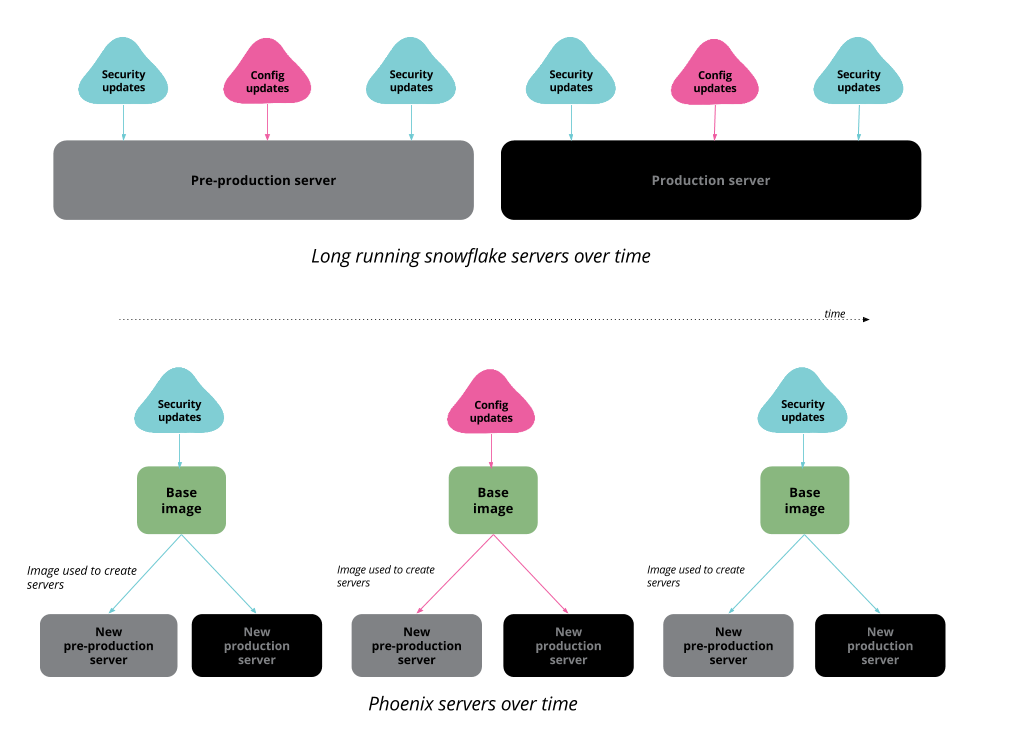 Security
updates
Config
updates
Security
updates
Security
updates
Config
updates
Security
updates
Pre-production server
Production server
Long running snowflake servers over time
time
Security
updates
Config
updates
Security
updates
Base
image
Base
image
Base
image
Image used to create
servers
Image used to create
servers
Image used to create
servers
New
pre-production
server
New
production
server
New
pre-production
server
New
production
server
New
pre-production
server
New
production
server
Phoenix servers over time